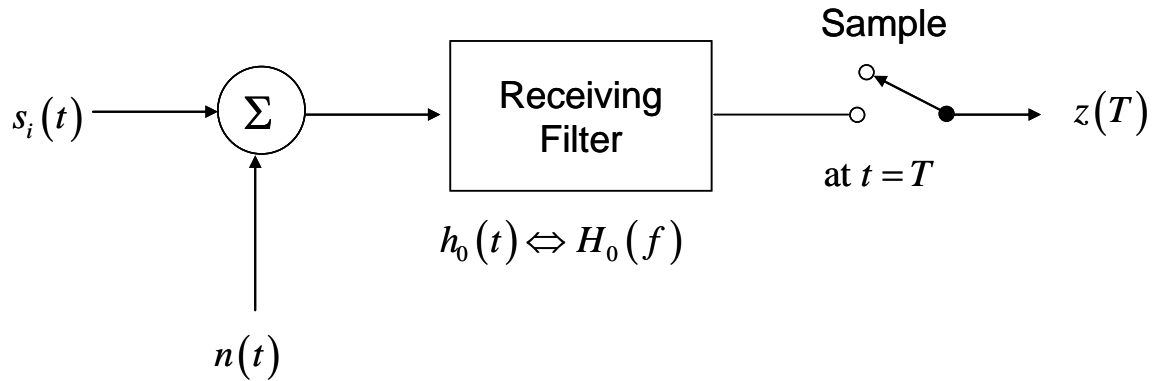 Sample
s_i(t)
Σ
Receiving
Filter
z(T)
at t = T
h_0(t) ⇔ H_0(f)
n(t)